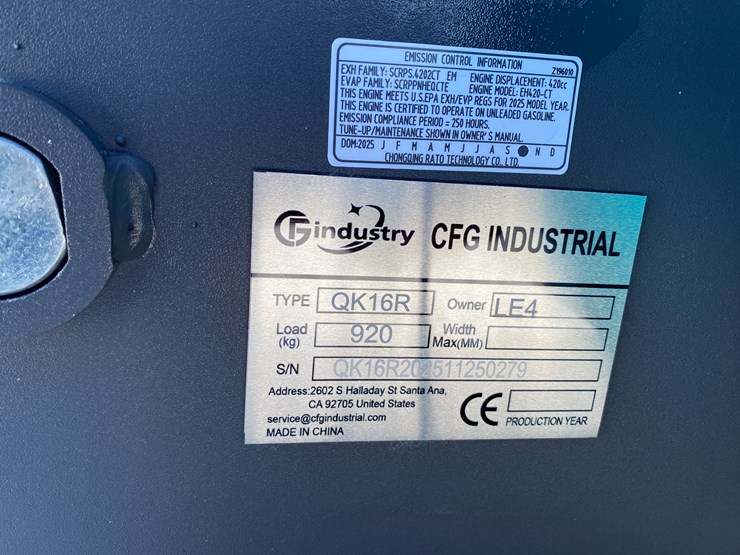 EMISSION CONTROL INFORMATION
Z196010
EXH FAMILY: SCRPS.4202CT EM ENGINE DISPLACEMENT: 420cc
EVAP FAMILY: SCRPPNHEQCTE ENGINE MODEL: EH420-CT
THIS ENGINE MEETS U.S.EPA EXH/EVP REGS FOR 2025 MODEL YEAR.
THIS ENGINE IS CERTIFIED TO OPERATE ON UNLEADED GASOLINE.
EMISSION COMPLIANCE PERIOD = 250 HOURS.
TUNE-UP/MAINTENANCE SHOWN IN OWNER'S MANUAL.
DOM:2025 J F M A M J J A S N D
CHONGQING RATO TECHNOLOGY CO. LTD.
CFindustry CFG INDUSTRIAL
TYPE QK16R Owner LE4
Load (kg) 920 Width Max(MM)
S/N QK16R202511250279
Address:2602 S Halladay St Santa Ana,
CA 92705 United States
service@cfgindustrial.com
MADE IN CHINA
CE PRODUCTION YEAR